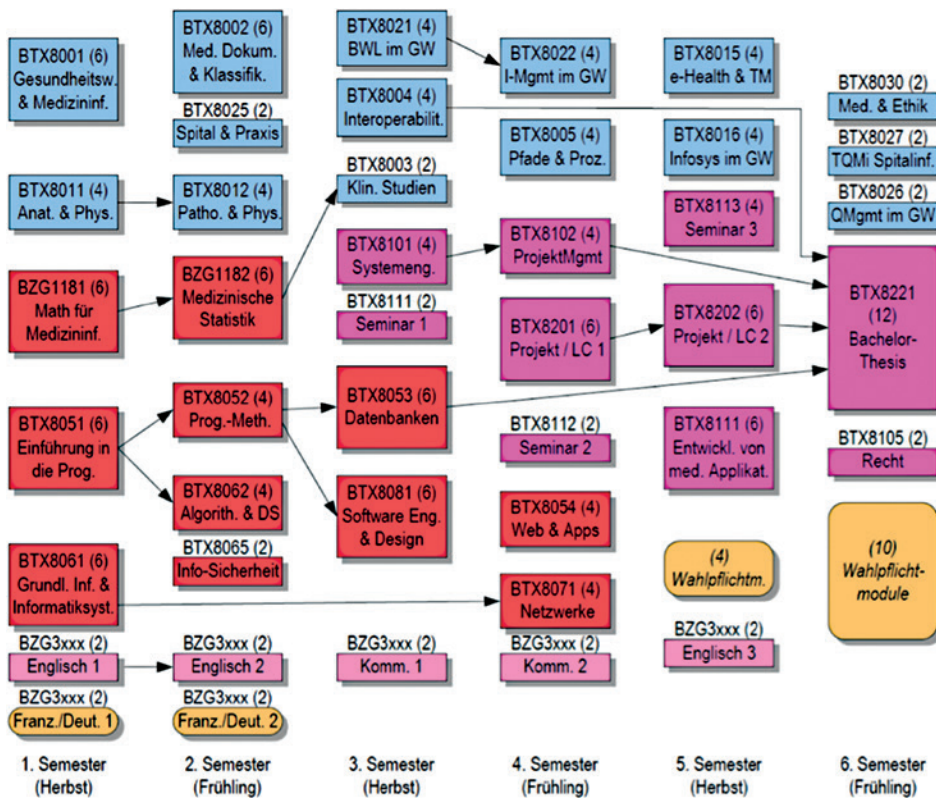 BTX8001 (6)
Gesundheitsw.
& Medizininf.
BTX8011 (4)
Anat. & Phys.
BZG1181 (6)
Math für
Medizininf.
BTX8051 (6)
Einführung in
die Prog.
BTX8061 (6)
Grundl. Inf. &
Informatiksyst.
BZG3xxx (2)
Englisch 1
BZG3xxx (2)
Franz./Deut. 1
1. Semester
(Herbst)
BTX8002 (6)
Med. Dokum.
& Klassifik.
BTX8025 (2)
Spital & Praxis
BTX8012 (4)
Patho. & Phys.
BZG1182 (6)
Medizinische
Statistik
BTX8052 (4)
Prog.-Meth.
BTX8062 (4)
Algorith. & DS
BTX8065 (2)
Info-Sicherheit
BZG3xxx (2)
Englisch 2
BZG3xxx (2)
Franz./Deut. 2
2. Semester
(Frühling)
BTX8021 (4)
BWL im GW
BTX8004 (4)
Interoperabilit.
BTX8003 (2)
Klin. Studien
BTX8101 (4)
Systemeng.
BTX8111 (2)
Seminar 1
BTX8053 (6)
Datenbanken
BTX8081 (6)
Software Eng.
& Design
BZG3xxx (2)
Komm. 1
3. Semester
(Herbst)
BTX8022 (4)
I-Mgmt im GW
BTX8005 (4)
Pfade & Proz.
BTX8102 (4)
ProjektMgmt
BTX8201 (6)
Projekt / LC 1
BTX8112 (2)
Seminar 2
BTX8054 (4)
Web & Apps
BTX8071 (4)
Netzwerke
BZG3xxx (2)
Komm. 2
4. Semester
(Frühling)
BTX8015 (4)
e-Health & TM
BTX8016 (4)
Infosys im GW
BTX8113 (4)
Seminar 3
BTX8202 (6)
Projekt / LC 2
BTX8111 (6)
Entwickl. von
med. Applikat.
(4)
Wahlpflichtm.
BZG3xxx (2)
Englisch 3
5. Semester
(Herbst)
BTX8030 (2)
Med. & Ethik
BTX8027 (2)
TQMi Spitalinf.
BTX8026 (2)
QMgmt im GW
BTX8221
(12)
Bachelor-
Thesis
BTX8105 (2)
Recht
(10)
Wahlpflicht-
module
6. Semester
(Frühling)